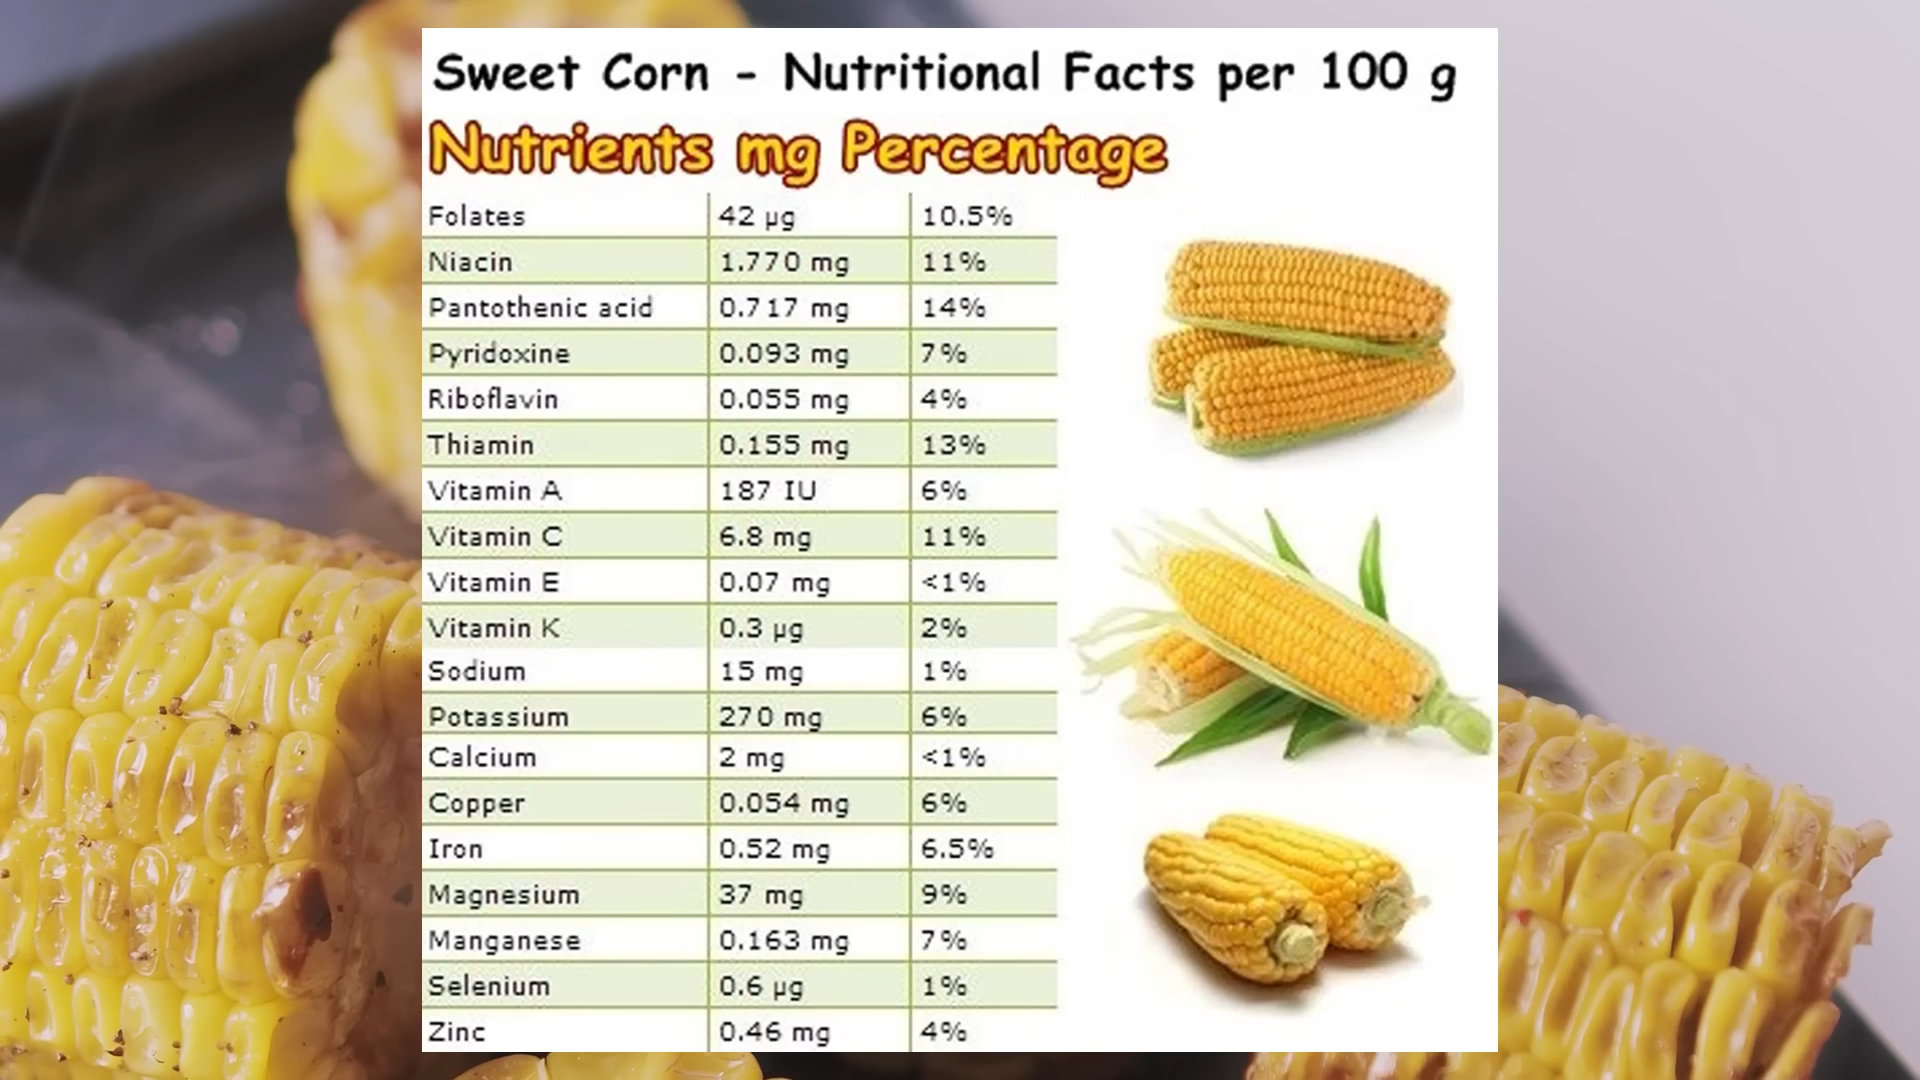 Sweet Corn - Nutritional Facts per 100 g
Nutrients mg Percentage
Folates 42 µg 10.5%
Niacin 1.770 mg 11%
Pantothenic acid 0.717 mg 14%
Pyridoxine 0.093 mg 7%
Riboflavin 0.055 mg 4%
Thiamin 0.155 mg 13%
Vitamin A 187 IU 6%
Vitamin C 6.8 mg 11%
Vitamin E 0.07 mg <1%
Vitamin K 0.3 µg 2%
Sodium 15 mg 1%
Potassium 270 mg 6%
Calcium 2 mg <1%
Copper 0.054 mg 6%
Iron 0.52 mg 6.5%
Magnesium 37 mg 9%
Manganese 0.163 mg 7%
Selenium 0.6 µg 1%
Zinc 0.46 mg 4%